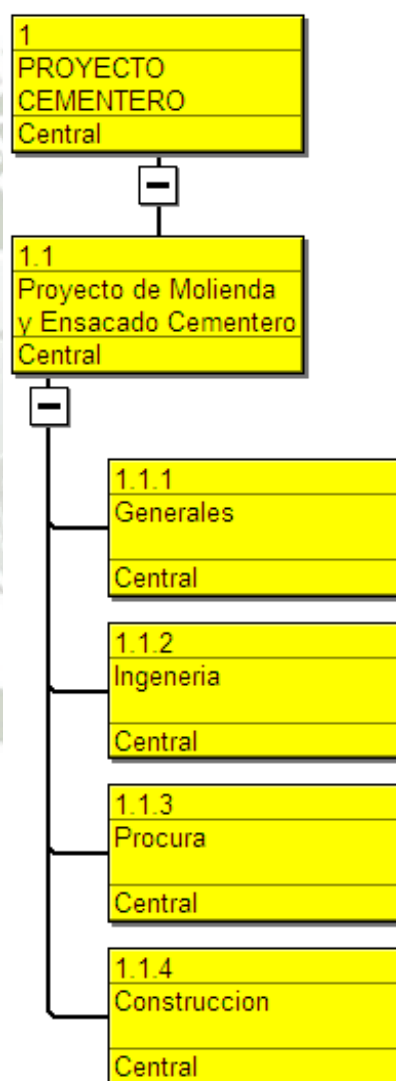 1
PROYECTO
CEMENTERO
Central
1.1
Proyecto de Molienda
y Ensacado Cementero
Central
1.1.1
Generales
Central
1.1.2
Ingeneria
Central
1.1.3
Procura
Central
1.1.4
Construccion
Central